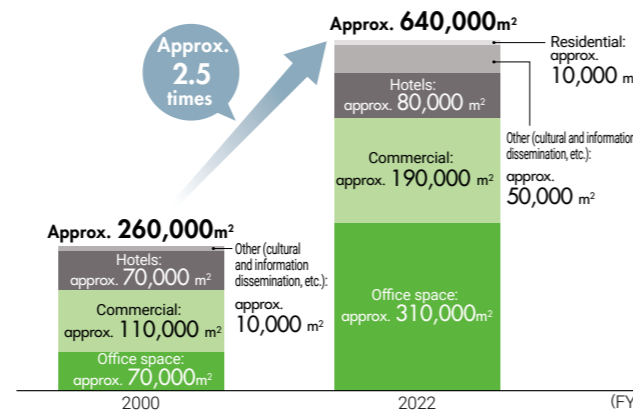 Approx.
2.5
times
Approx. 260,000m²
Other (cultural
and information
dissemination, etc.):
approx.
10,000 m²
Hotels:
approx. 70,000 m²
Commercial:
approx. 110,000 m²
Office space:
approx. 70,000m²
2000
Approx. 640,000m²
Residential:
approx.
10,000 m
Hotels:
approx. 80,000 m²
Other (cultural and information
dissemination, etc.):
approx.
50,000 m²
Commercial:
approx. 190,000 m²
Office space:
approx. 310,000m²
2022
(FY